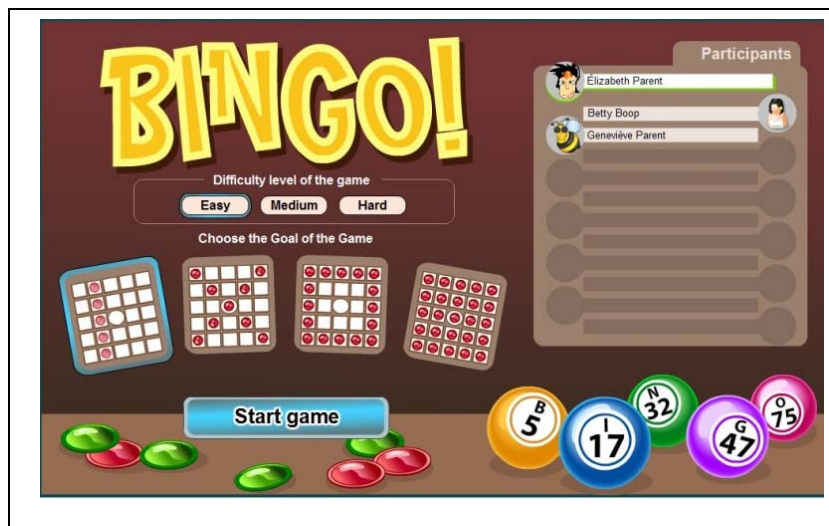 BINGO!
Participants
Élizabeth Parent
Betty Boop
Geneviève Parent
Difficulty level of the game
Easy Medium Hard
Choose the Goal of the Game
Start game
B
5
I
17
N
32
G
47
O
75